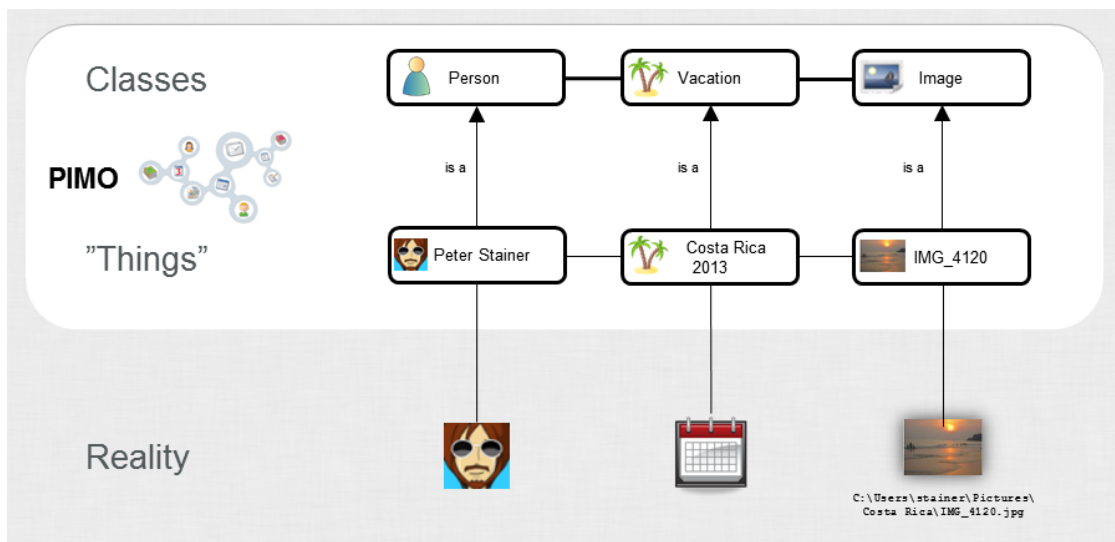 Classes
Person
Vacation
Image
is a
is a
is a
PIMO
”Things”
Peter Stainer
Costa Rica
2013
IMG_4120
Reality
C:\Users\stainer\Pictures\
Costa Rica\IMG_4120.jpg